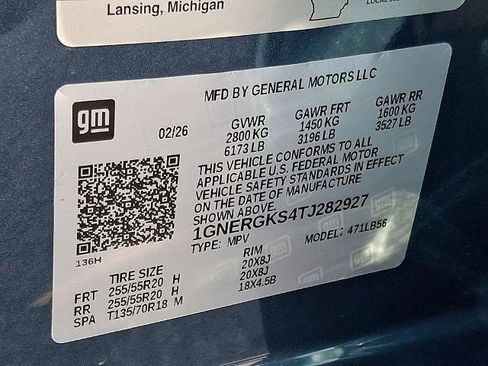 Lansing, Michigan
gm
MFD BY GENERAL MOTORS LLC
02/26
GVWR GAWR FRT GAWR RR
2800 KG 1450 KG 1600 KG
6173 LB 3196 LB 3527 LB
THIS VEHICLE CONFORMS TO ALL
APPLICABLE U.S. FEDERAL MOTOR
VEHICLE SAFETY STANDARDS IN EFFECT
ON THE DATE OF MANUFACTURE
SHOWN ABOVE.
1GNERGKS4TJ282927
TYPE: MPV MODEL: 471LB56
136H
TIRE SIZE RIM
FRT 255/55R20 H 20X8J
RR 255/55R20 H 20X8J
SPA T135/70R18 M 18X4.5B